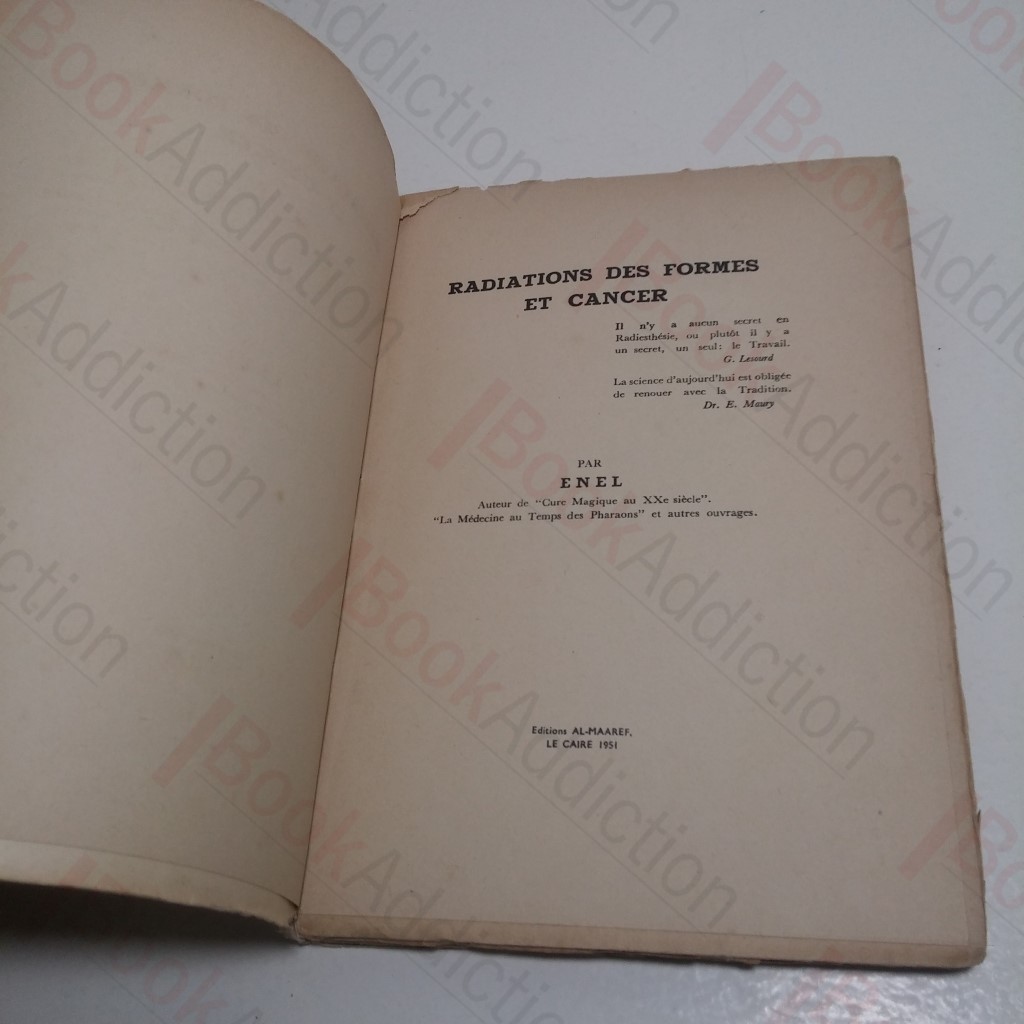 RADIATIONS DES FORMES
ET CANCER
Il n'y a aucun secret en
Radiesthésie, ou plutôt il y a
un secret, un seul: le Travail.
G. Lesourd
La science d'aujourd'hui est obligée
de renouer avec la Tradition.
Dr. E. Maury
PAR
ENEL
Auteur de "Cure Magique au XXe siècle".
"La Médecine au Temps des Pharaons" et autres ouvrages.
Editions AL-MAAREF,
LE CAIRE 1951
BookAddiction